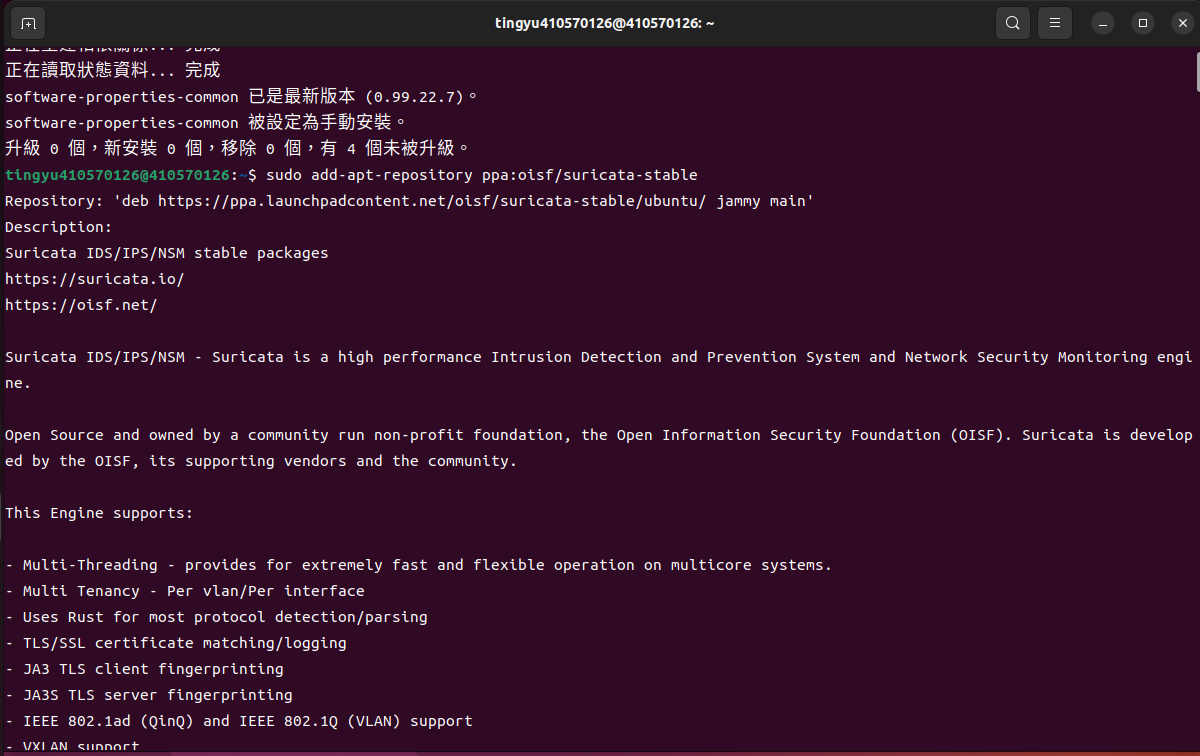 tingyu410570126@410570126: ~
正在讀取狀態資料... 完成
software-properties-common 已是最新版本 (0.99.22.7)。
software-properties-common 被設定為手動安裝。
升級 0 個，新安裝 0 個，移除 0 個，有 4 個未被升級。
tingyu410570126@410570126:~$ sudo add-apt-repository ppa:oisf/suricata-stable
Repository: 'deb https://ppa.launchpadcontent.net/oisf/suricata-stable/ubuntu/ jammy main'
Description:
Suricata IDS/IPS/NSM stable packages
https://suricata.io/
https://oisf.net/
Suricata IDS/IPS/NSM - Suricata is a high performance Intrusion Detection and Prevention System and Network Security Monitoring engi
ne.
Open Source and owned by a community run non-profit foundation, the Open Information Security Foundation (OISF). Suricata is develop
ed by the OISF, its supporting vendors and the community.
This Engine supports:
- Multi-Threading - provides for extremely fast and flexible operation on multicore systems.
- Multi Tenancy - Per vlan/Per interface
- Uses Rust for most protocol detection/parsing
- TLS/SSL certificate matching/logging
- JA3 TLS client fingerprinting
- JA3S TLS server fingerprinting
- IEEE 802.1ad (QinQ) and IEEE 802.1Q (VLAN) support
- VXLAN support